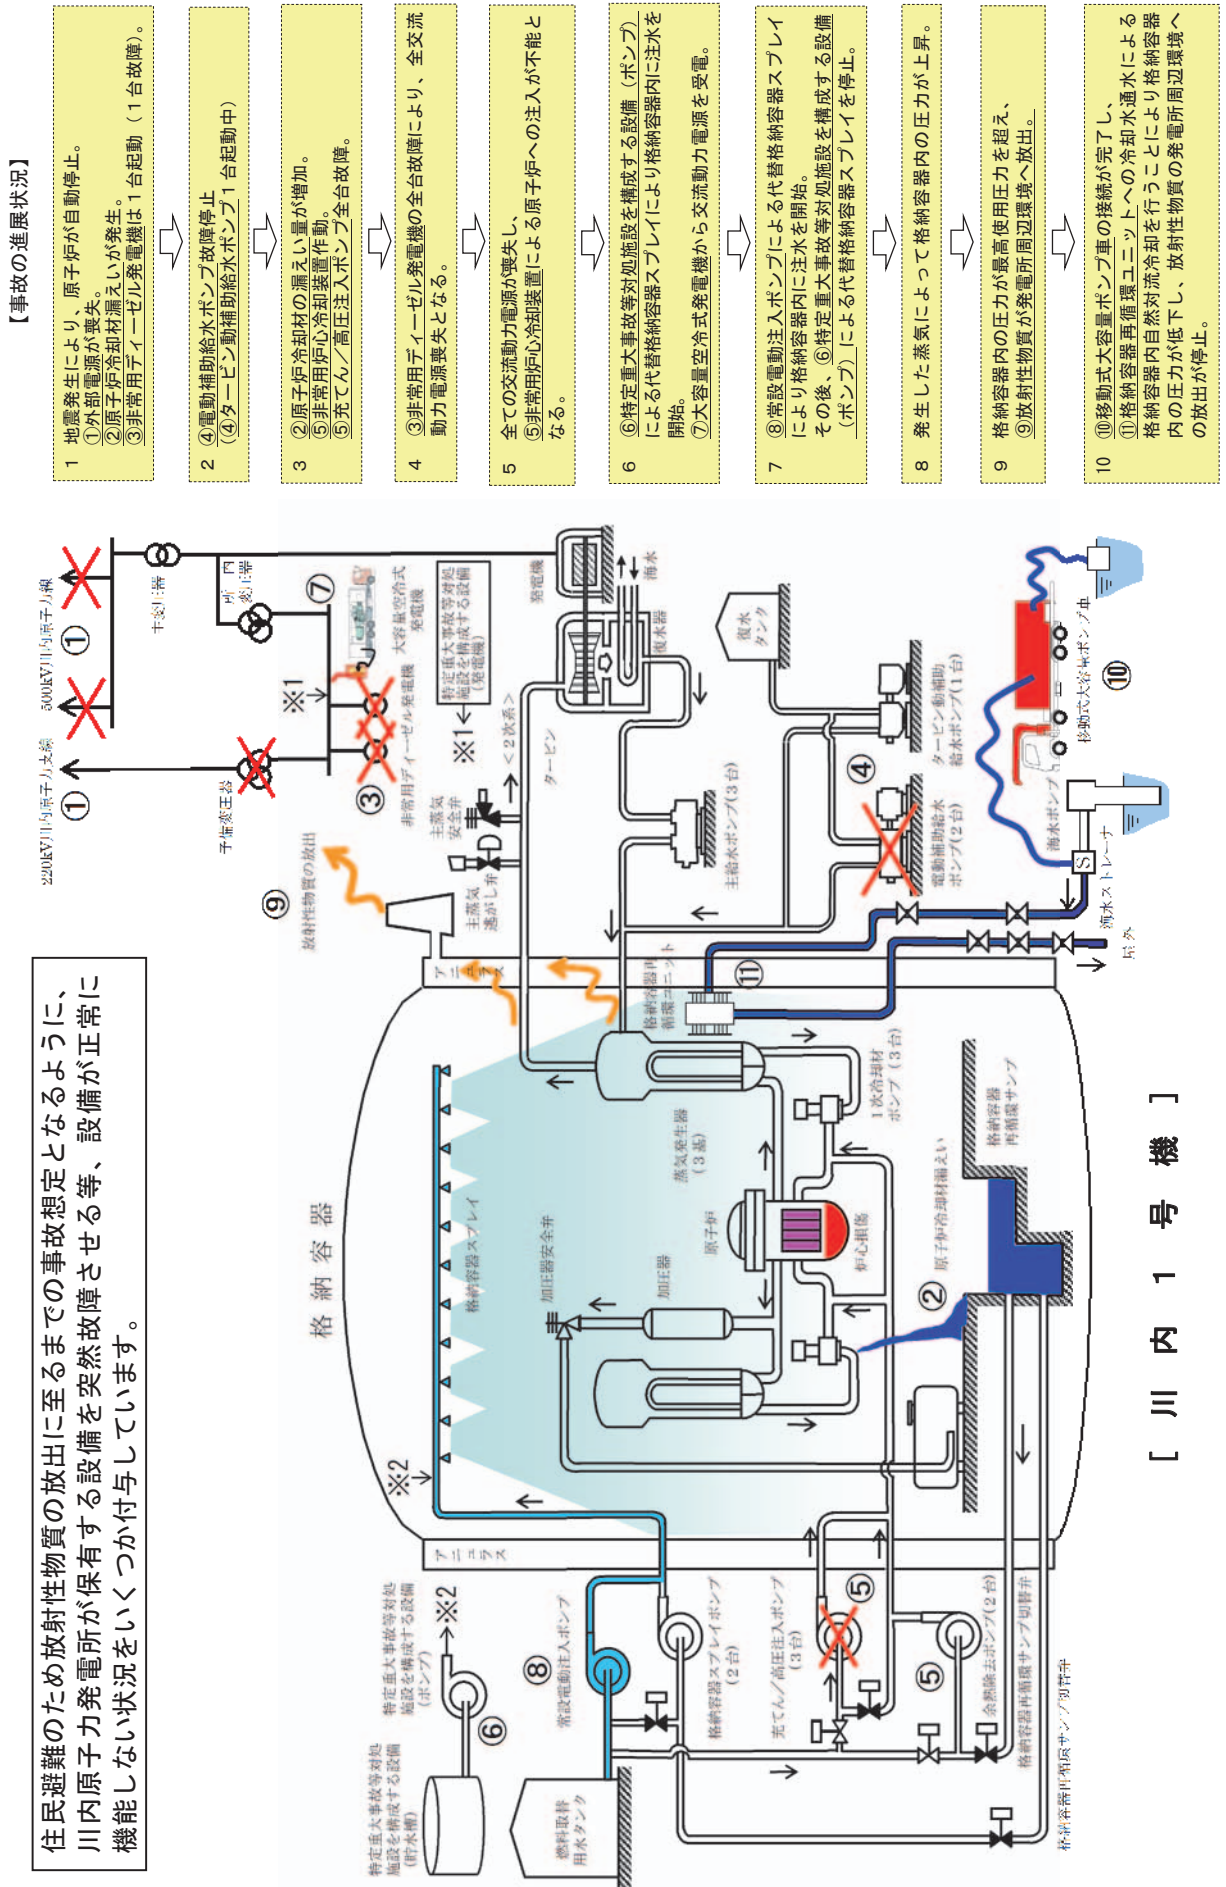 住民避難のため放射性物質の放出に至るまでの事故想定となるように、
川内原子力発電所が保有する設備を突然故障させる等、設備が正常に
機能しない状況をいくつか付与しています。
【事故の進展状況】
1 地震発生により、原子炉が自動停止。
①外部電源が喪失。
②原子炉冷却材漏えいが発生。
③非常用ディーゼル発電機は１台起動（１台故障）。
2 ④電動補助給水ポンプ故障停止
（④タービン動補助給水ポンプ１台起動中）
3 ②原子炉冷却材の漏えい量が増加。
⑤非常用炉心冷却装置作動。
⑤充てん／高圧注入ポンプ全台故障。
4 ③非常用ディーゼル発電機の全台故障により、全交流
動力電源喪失となる。
5 全ての交流動力電源が喪失し、
⑤非常用炉心冷却装置による原子炉への注入が不能と
なる。
6 ⑥特定重大事故等対処施設を構成する設備（ポンプ）
による代替格納容器スプレイにより格納容器内に注水を
開始。
⑦大容量空冷式発電機から交流動力電源を受電。
7 ⑧常設電動注入ポンプによる代替格納容器スプレイ
により格納容器内に注水を開始。
その後、⑥特定重大事故等対処施設を構成する設備
（ポンプ）による代替格納容器スプレイを停止。
8 発生した蒸気によって格納容器内の圧力が上昇。
9 格納容器内の圧力が最高使用圧力を超え、
⑨放射性物質が発電所周辺環境へ放出。
10 ⑩移動式大容量ポンプ車の接続が完了し、
⑪格納容器再循環ユニットへの冷却水通水による
格納容器内自然対流冷却を行うことにより格納容器
内の圧力が低下し、放射性物質の発電所周辺環境へ
の放出が停止。
220kV川内原子力支線
500kV川内原子力線
①
①
主変圧器
所内
変圧器
予備変圧器
※1
⑦
③
非常用ディーゼル発電機
大容量空冷式
発電機
※1
特定重大事故等対処
施設を構成する設備
（発電機）
⑨
放射性物質の放出
主蒸気
逃がし弁
主蒸気
安全弁
＜２次系＞
タービン
発電機
復水器
海水
主給水ポンプ(3台)
復水
タンク
④
電動補助給水
ポンプ(2台)
タービン動補助
給水ポンプ(1台)
格納容器
アニュラス
アニュラス
※2
格納容器スプレイ
加圧器安全弁
加圧器
原子炉
炉心損傷
蒸気発生器
（3基）
格納容器再
循環ユニット
⑪
1次冷却材
ポンプ（3台）
②
原子炉冷却材漏えい
格納容器
再循環サンプ
特定重大事故等対処
施設を構成する設備
（貯水槽）
特定重大事故等対処
施設を構成する設備
（ポンプ）
※2
⑥
燃料取替
用水タンク
⑧
常設電動注入ポンプ
格納容器スプレイポンプ
（2台）
充てん／高圧注入ポンプ
（3台）
⑤
⑤
余熱除去ポンプ(2台)
格納容器再循環サンプ切替弁
格納容器再循環サンプ切替弁
海水ポンプ
S
海水ストレーナ
屋外
移動式大容量ポンプ車
⑩
[川内１号機]